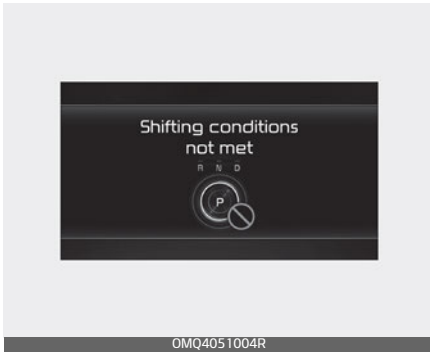 Shifting conditions
not met
R N D
P
OMQ4051004R